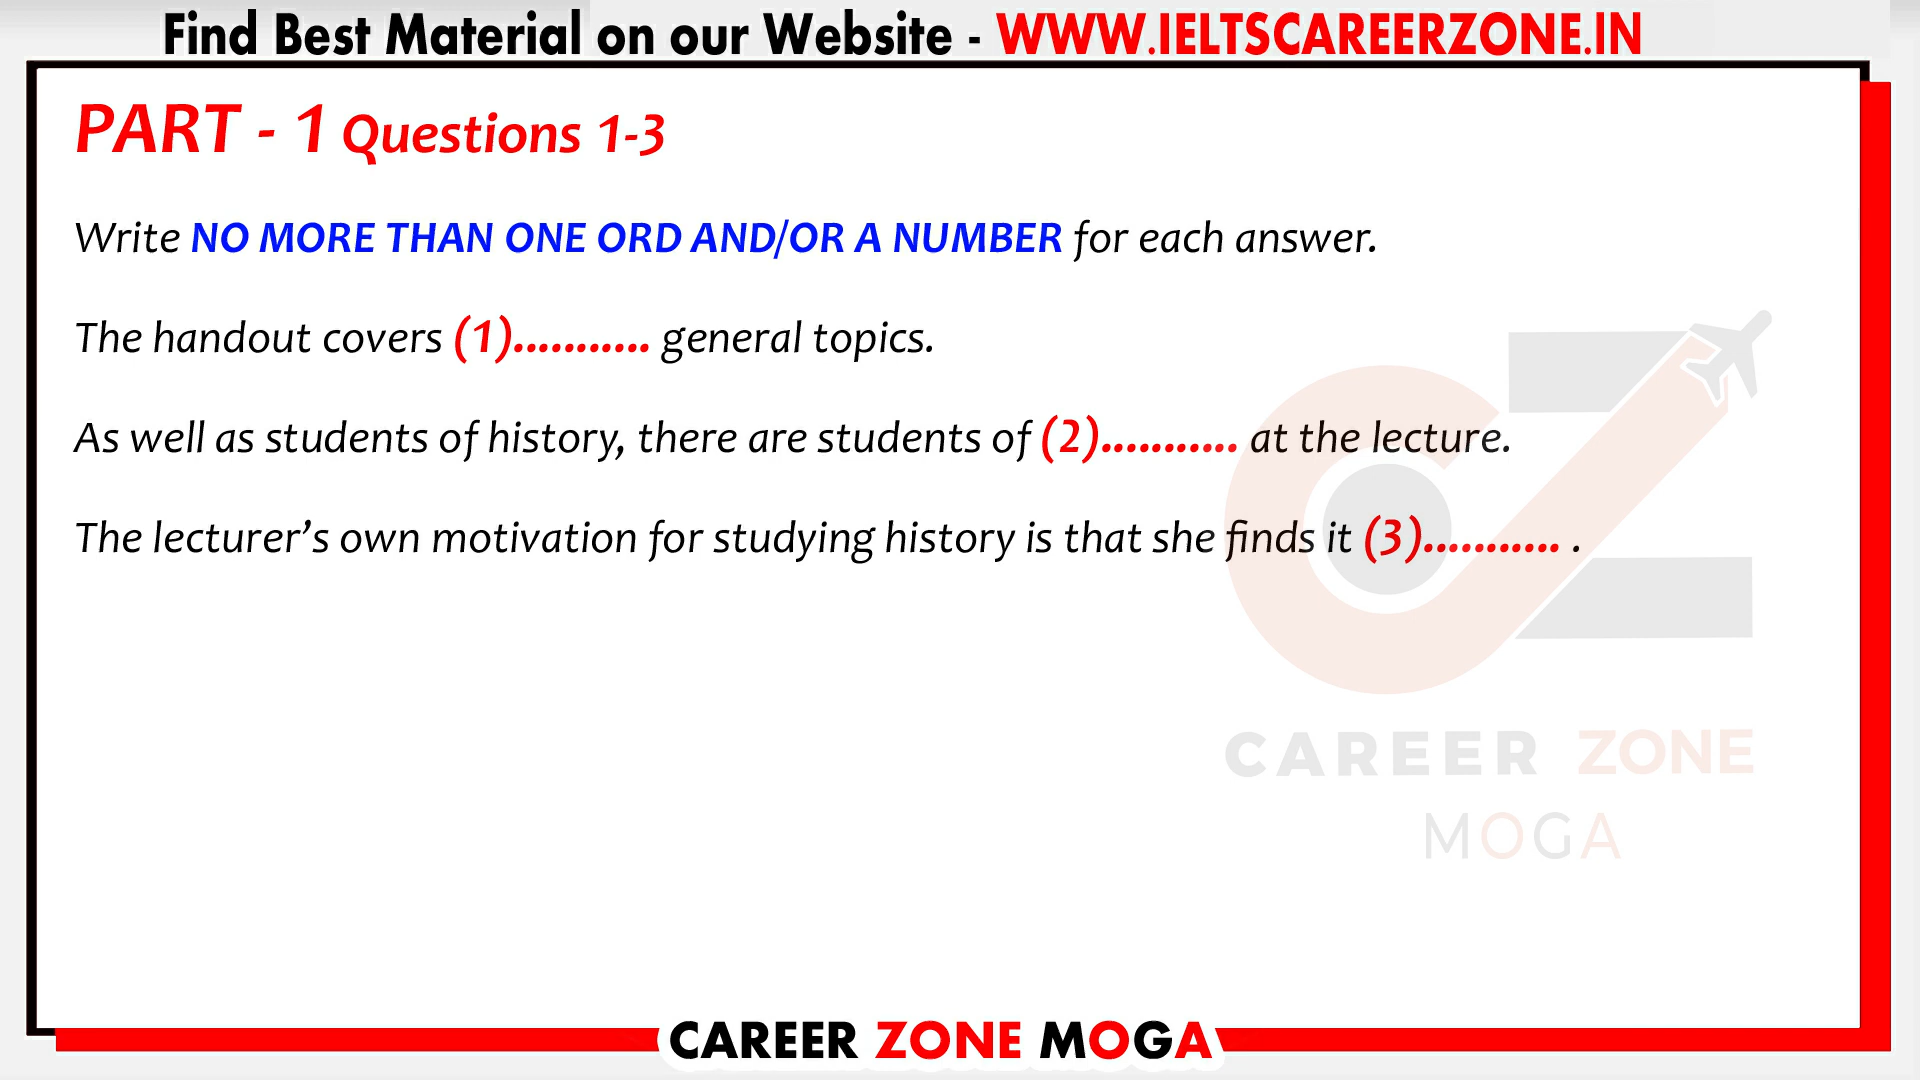 Find Best Material on our Website - WWW.IELTSCAREERZONE.IN
PART - 1 Questions 1-3
Write NO MORE THAN ONE ORD AND/OR A NUMBER for each answer.
The handout covers (1)........... general topics.
As well as students of history, there are students of (2)........... at the lecture.
The lecturer’s own motivation for studying history is that she finds it (3)........... .
CAREER ZONE
MOGA
CAREER ZONE MOGA